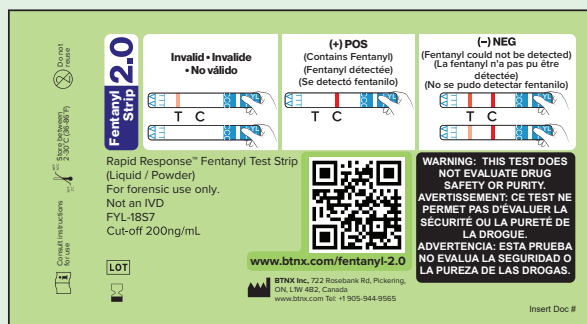 Do not
reuse
Store between
2-30°C (36-86°F)
Consult instructions
for use
Fentanyl
Strip 2.0
Invalid • Invalide
• No válido
T C
(+) POS
(Contains Fentanyl)
(Fentanyl détectée)
(Se detectó fentanilo)
T C
(−) NEG
(Fentanyl could not be detected)
(La fentanyl n'a pas pu être
détectée)
(No se pudo detectar fentanilo)
T C
Rapid Response™ Fentanyl Test Strip
(Liquid / Powder)
For forensic use only.
Not an IVD
FYL-18S7
Cut-off 200ng/mL
LOT
www.btnx.com/fentanyl-2.0
BTNX Inc, 722 Rosebank Rd, Pickering,
ON, L1W 4B2, Canada
www.btnx.com Tel: +1 905-944-9565
WARNING: THIS TEST DOES
NOT EVALUATE DRUG
SAFETY OR PURITY.
AVERTISSEMENT: CE TEST NE
PERMET PAS D'ÉVALUER LA
SÉCURITÉ OU LA PURETÉ DE
LA DROGUE.
ADVERTENCIA: ESTA PRUEBA
NO EVALUA LA SEGURIDAD O
LA PUREZA DE LAS DROGAS.
Insert Doc #